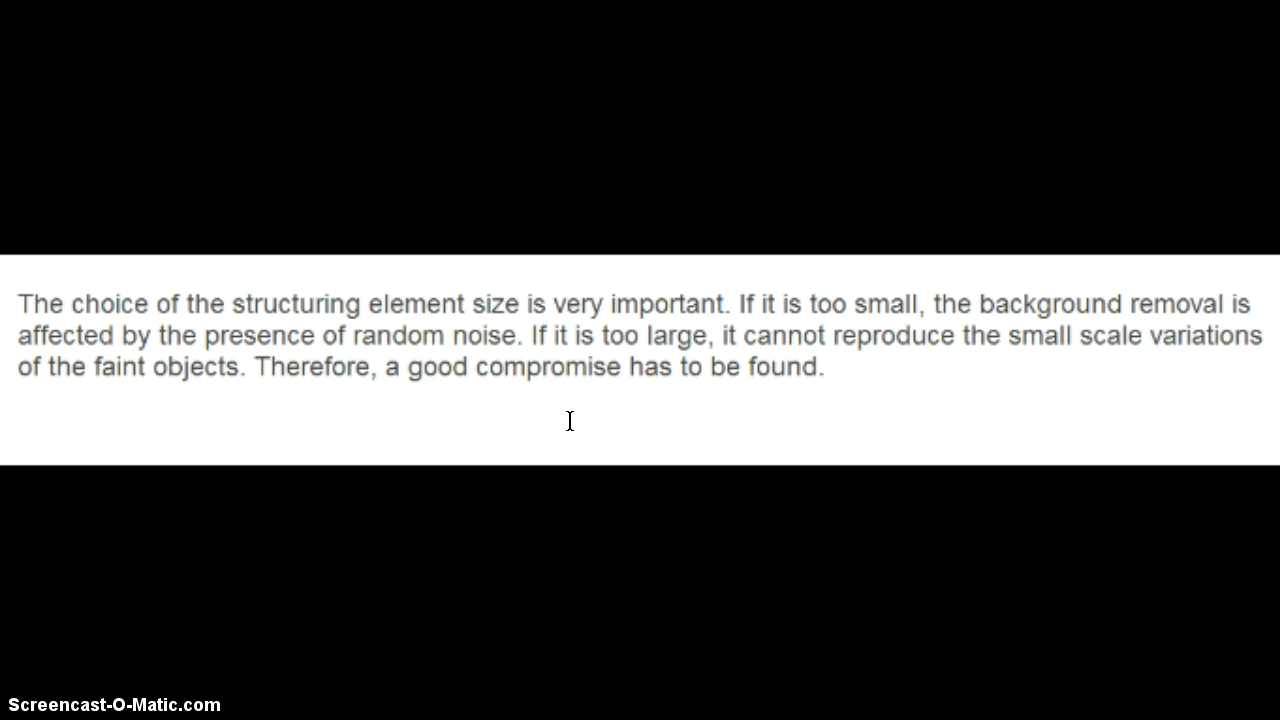 The choice of the structuring element size is very important. If it is too small, the background removal is
affected by the presence of random noise. If it is too large, it cannot reproduce the small scale variations
of the faint objects. Therefore, a good compromise has to be found.
Screencast-O-Matic.com